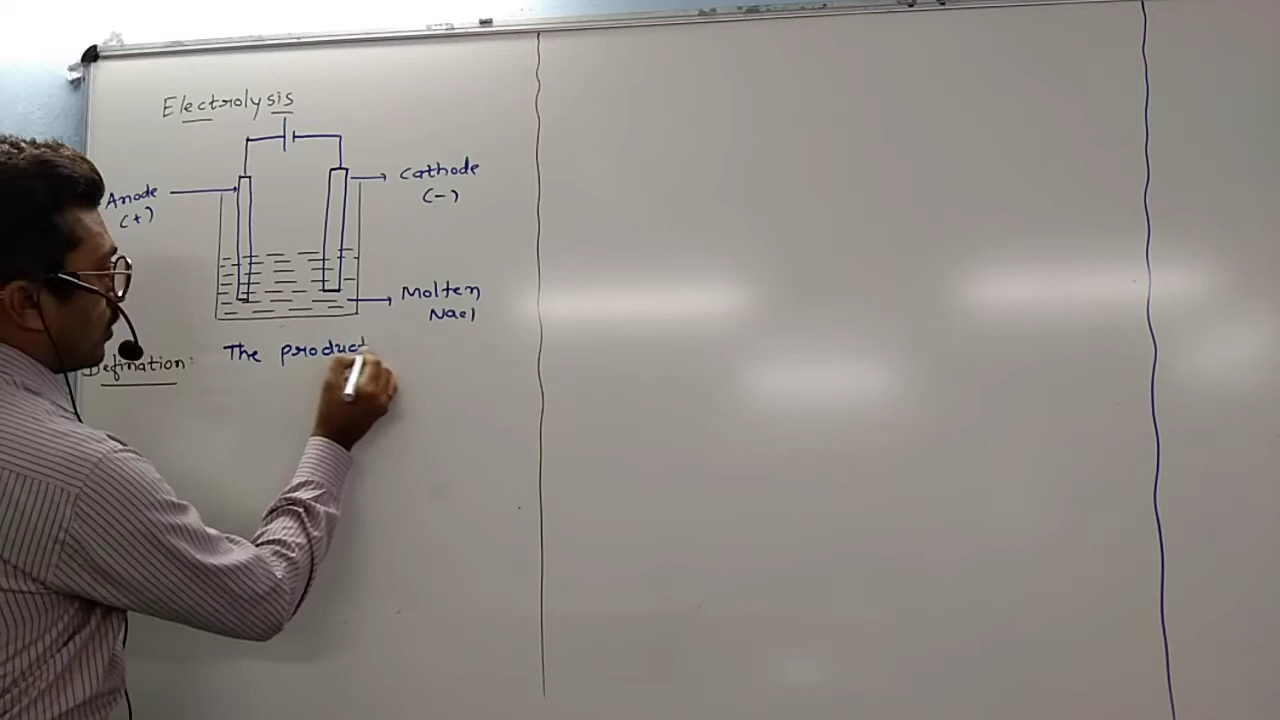 Electrolysis
Anode
(+)
Cathode
(-)
Molten
NaCl
Defination: The product